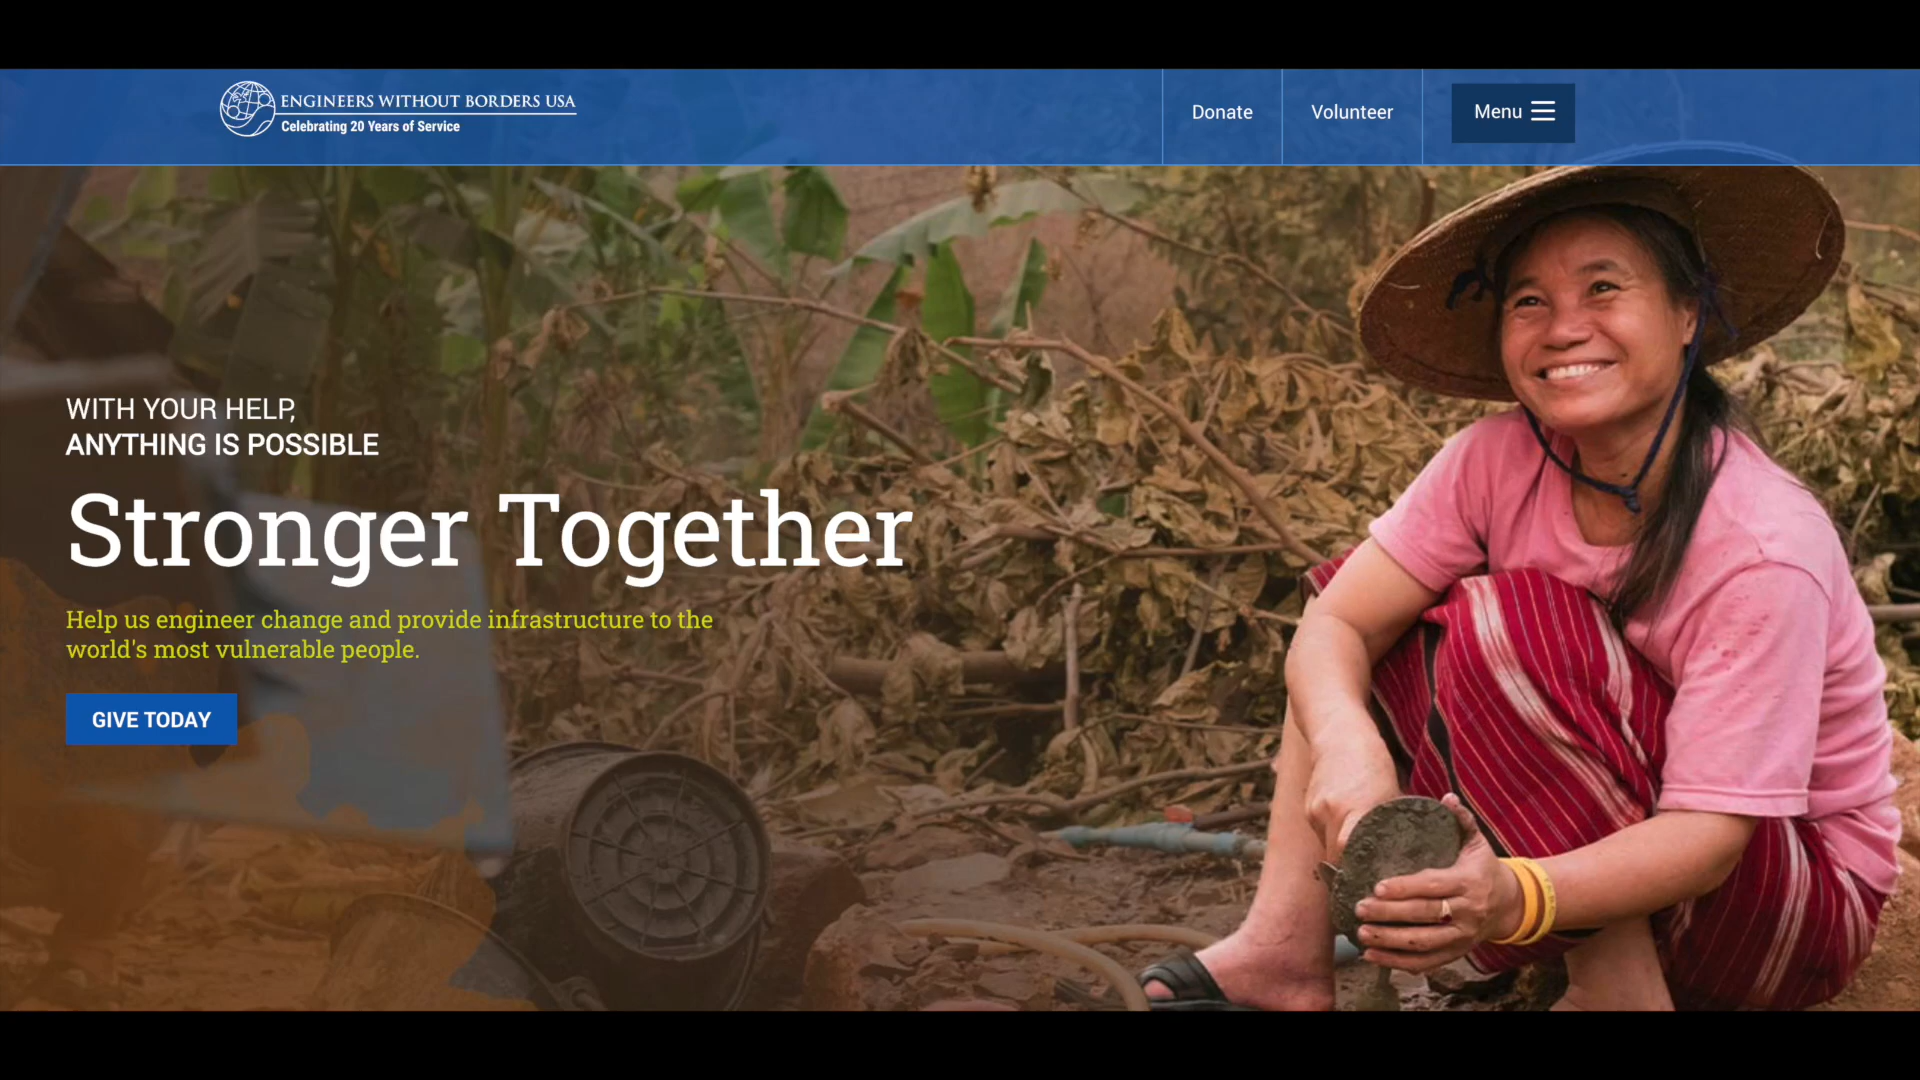 ENGINEERS WITHOUT BORDERS USA
Celebrating 20 Years of Service
Donate
Volunteer
Menu
WITH YOUR HELP,
ANYTHING IS POSSIBLE
Stronger Together
Help us engineer change and provide infrastructure to the
world's most vulnerable people.
GIVE TODAY